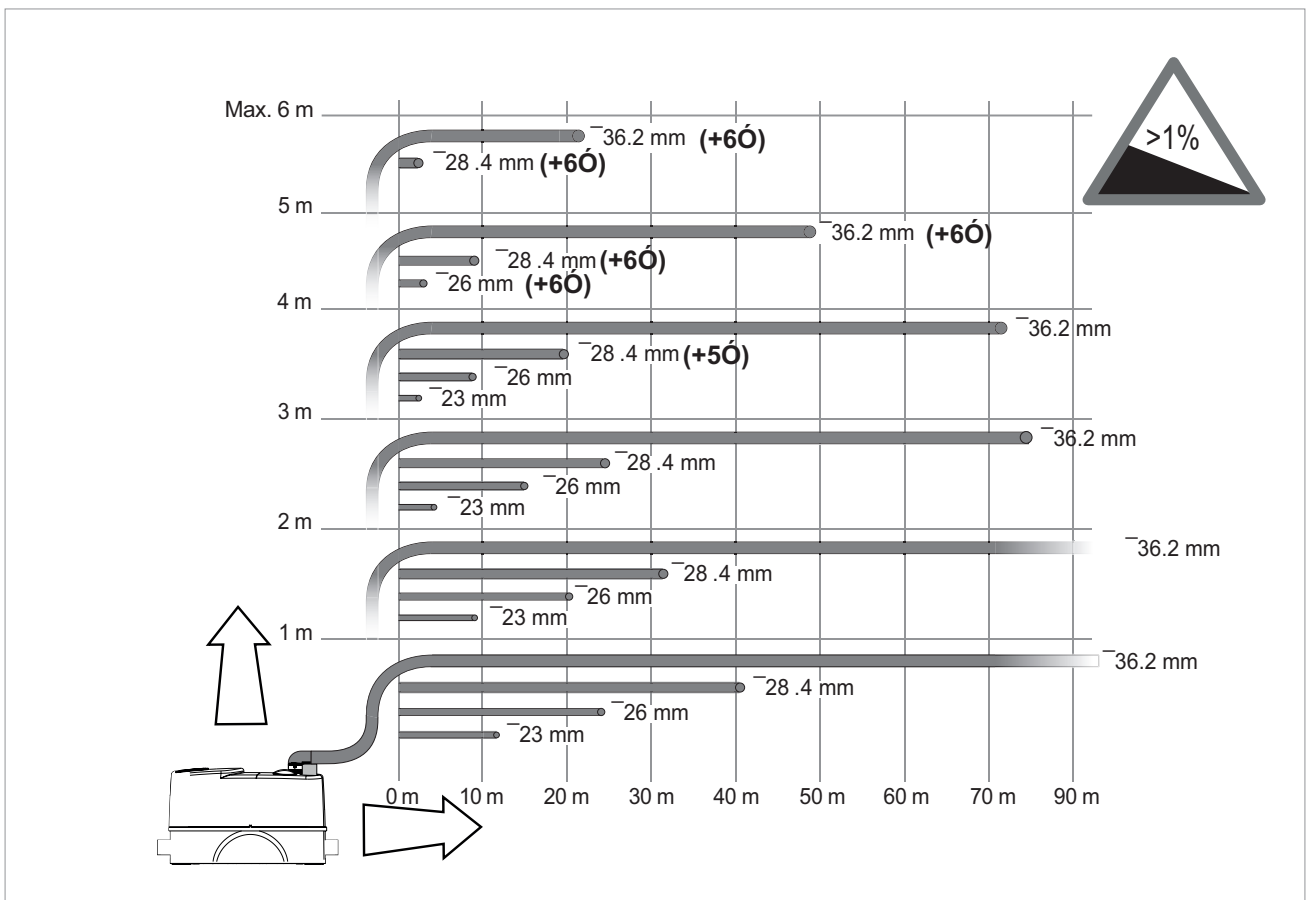 Max. 6 m
>1%
¯36.2 mm (+6Ó)
¯28 .4 mm (+6Ó)
5 m
¯36.2 mm (+6Ó)
¯28 .4 mm (+6Ó)
¯26 mm (+6Ó)
4 m
¯36.2 mm
¯28 .4 mm (+5Ó)
¯26 mm
¯23 mm
3 m
¯36.2 mm
¯28 .4 mm
¯26 mm
¯23 mm
2 m
¯36.2 mm
¯28 .4 mm
¯26 mm
¯23 mm
1 m
¯36.2 mm
¯28 .4 mm
¯26 mm
¯23 mm
0 m 10 m 20 m 30 m 40 m 50 m 60 m 70 m 90 m